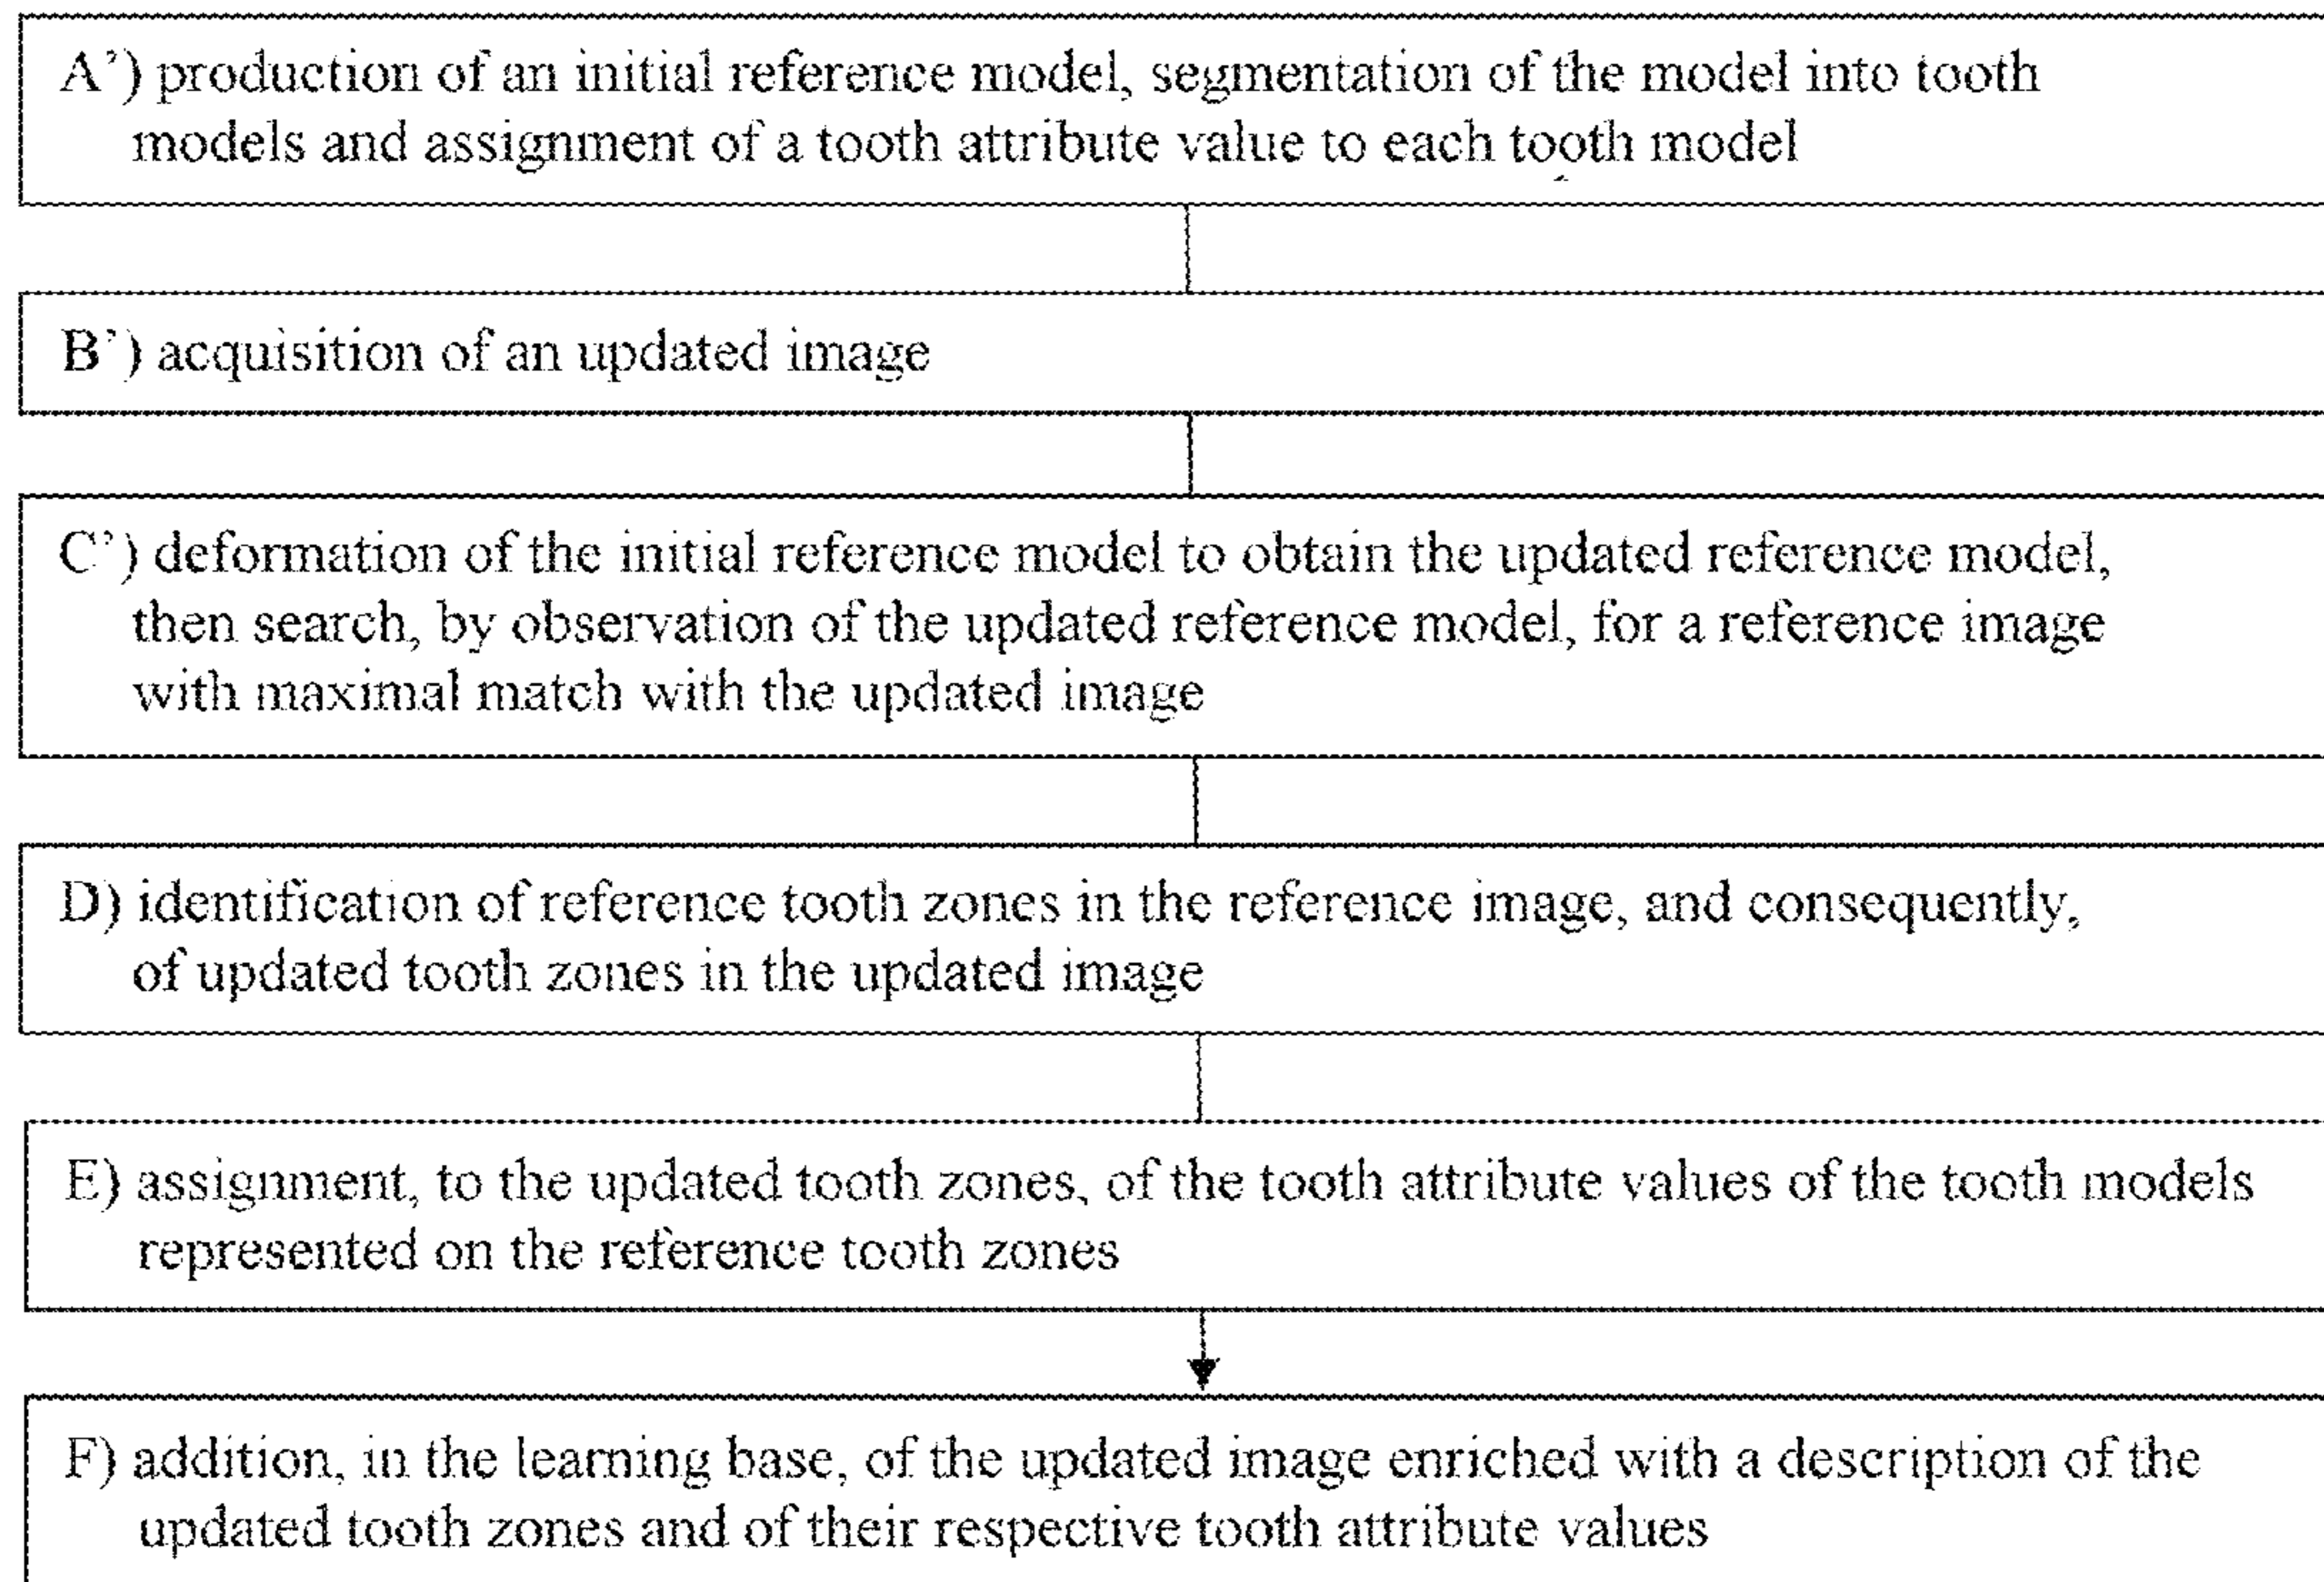 A') production of an initial reference model, segmentation of the model into tooth
models and assignment of a tooth attribute value to each tooth model
B') acquisition of an updated image
C') deformation of the initial reference model to obtain the updated reference model,
then search, by observation of the updated reference model, for a reference image
with maximal match with the updated image
D) identification of reference tooth zones in the reference image, and consequently,
of updated tooth zones in the updated image
E) assignment, to the updated tooth zones, of the tooth attribute values of the tooth models
represented on the reference tooth zones
F) addition, in the learning base, of the updated image enriched with a description of the
updated tooth zones and of their respective tooth attribute values